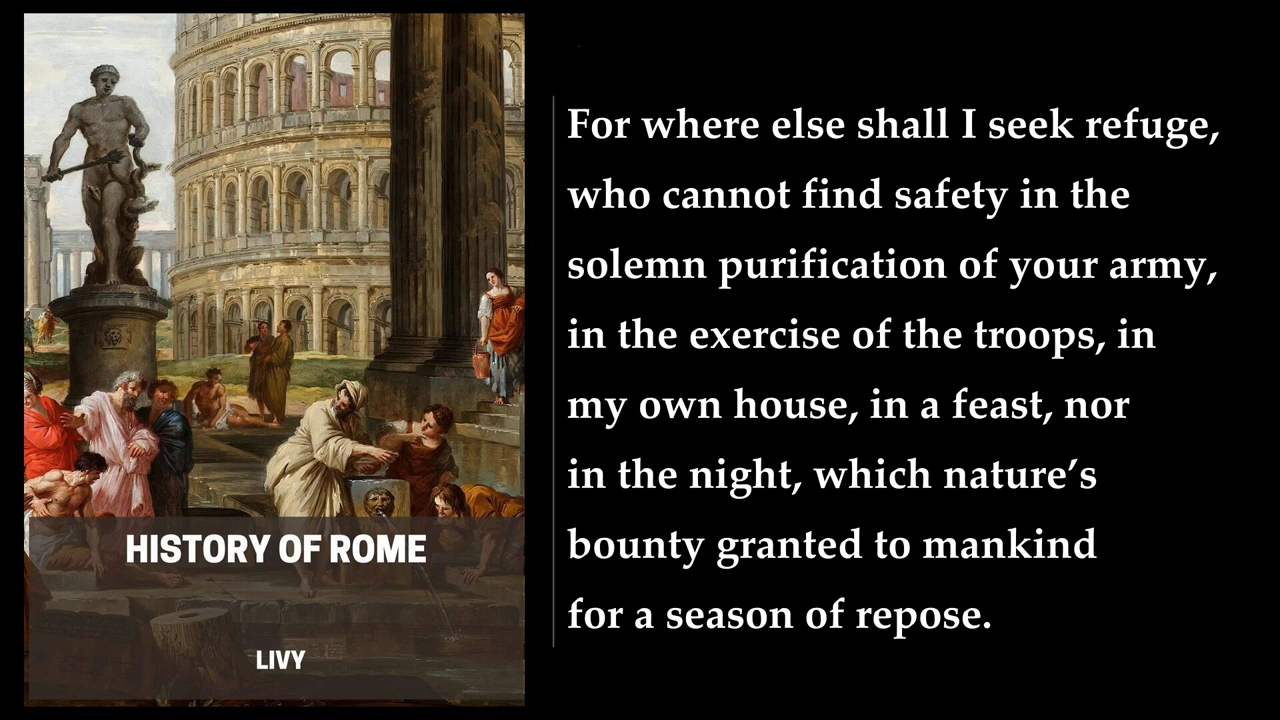 HISTORY OF ROME
LIVY
For where else shall I seek refuge,
who cannot find safety in the
solemn purification of your army,
in the exercise of the troops, in
my own house, in a feast, nor
in the night, which nature’s
bounty granted to mankind
for a season of repose.